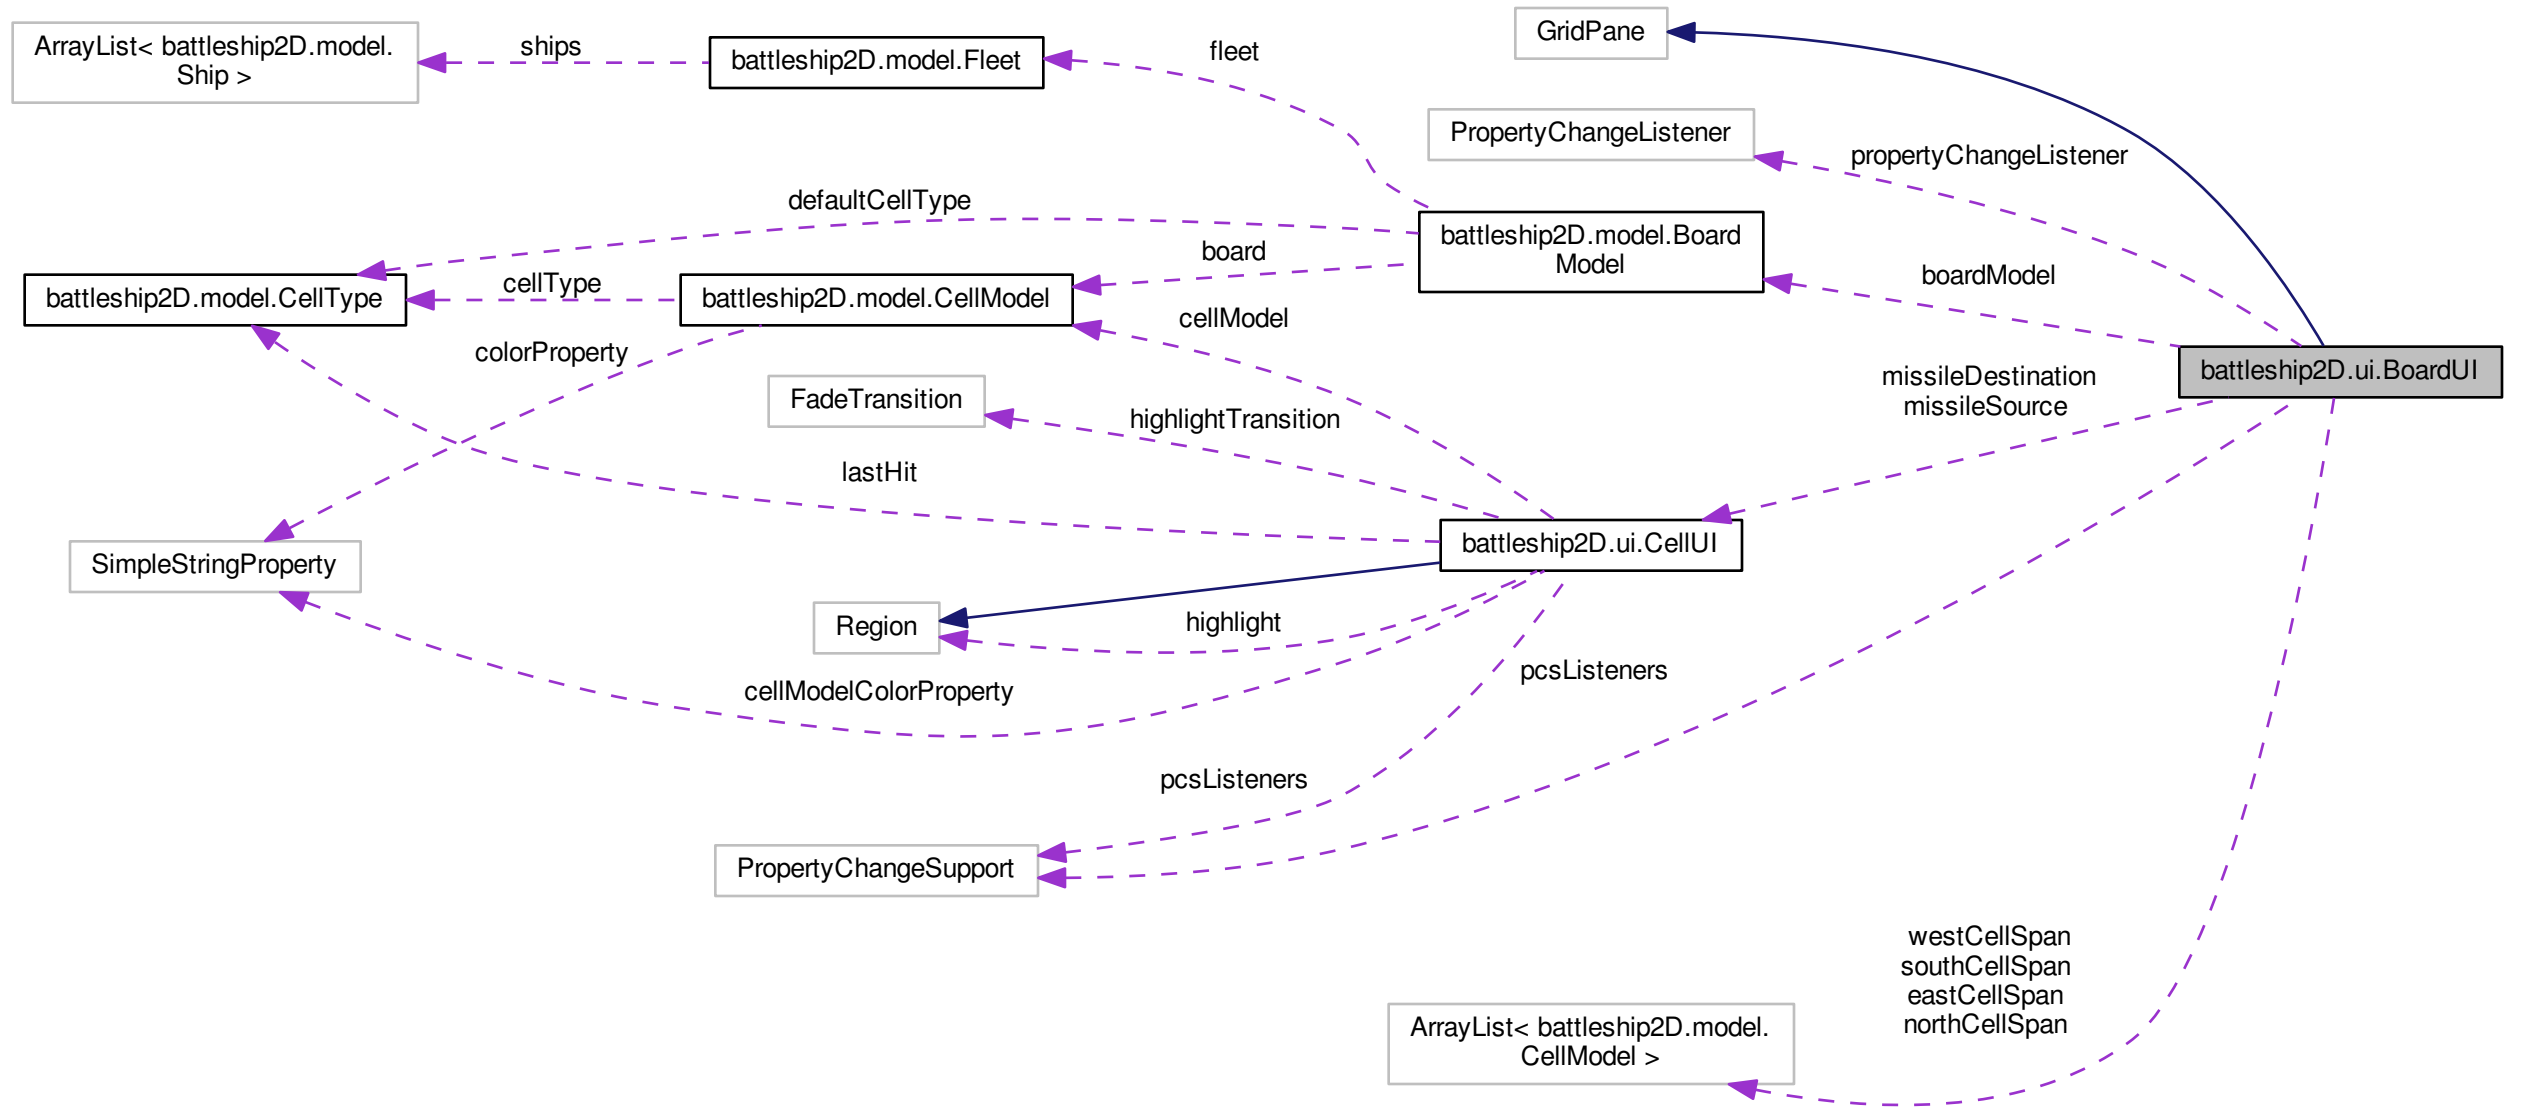 GridPane
ArrayList< battleship2D.model.
Ship >
ships
battleship2D.model.Fleet
fleet
PropertyChangeListener
propertyChangeListener
defaultCellType
battleship2D.model.Board
Model
board
boardModel
battleship2D.model.CellType
cellType
battleship2D.model.CellModel
cellModel
colorProperty
battleship2D.ui.BoardUI
missileDestination
missileSource
FadeTransition
highlightTransition
lastHit
battleship2D.ui.CellUI
SimpleStringProperty
Region
highlight
cellModelColorProperty
pcsListeners
pcsListeners
PropertyChangeSupport
westCellSpan
southCellSpan
eastCellSpan
northCellSpan
ArrayList< battleship2D.model.
CellModel >